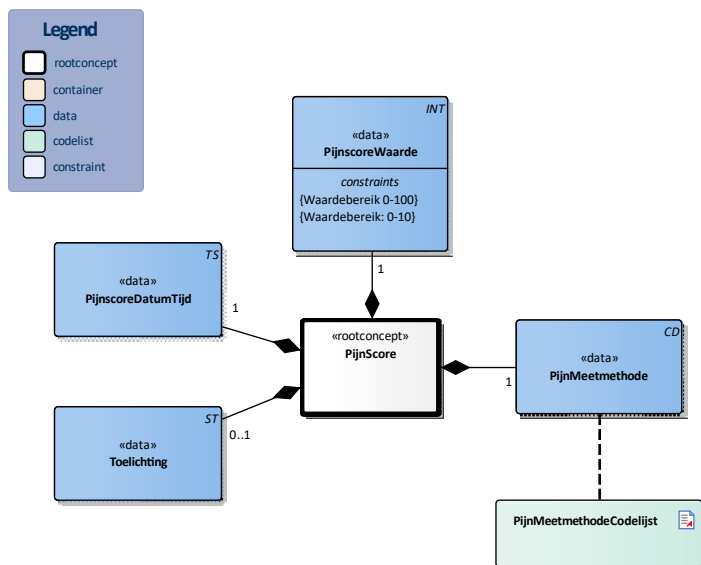 Legend
rootconcept
container
data
codelist
constraint
INT
«data»
PijnscoreWaarde
constraints
{Waardebereik 0-100}
{Waardebereik: 0-10}
1
TS
«data»
PijnscoreDatumTijd
1
«rootconcept»
PijnScore
CD
«data»
PijnMeetmethode
1
ST
«data»
Toelichting
0..1
PijnMeetmethodeCodelijst